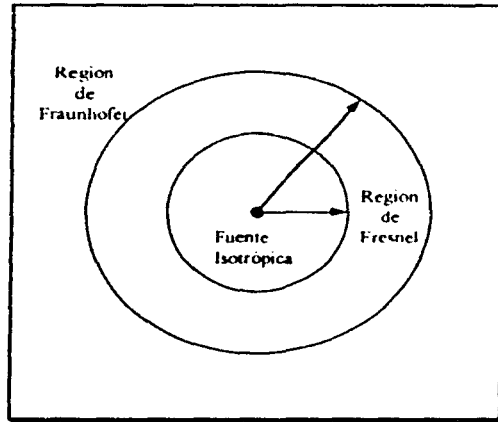 Region
de
Fraunhofer
Region
de
Fresnel
Fuente
Isotrópica